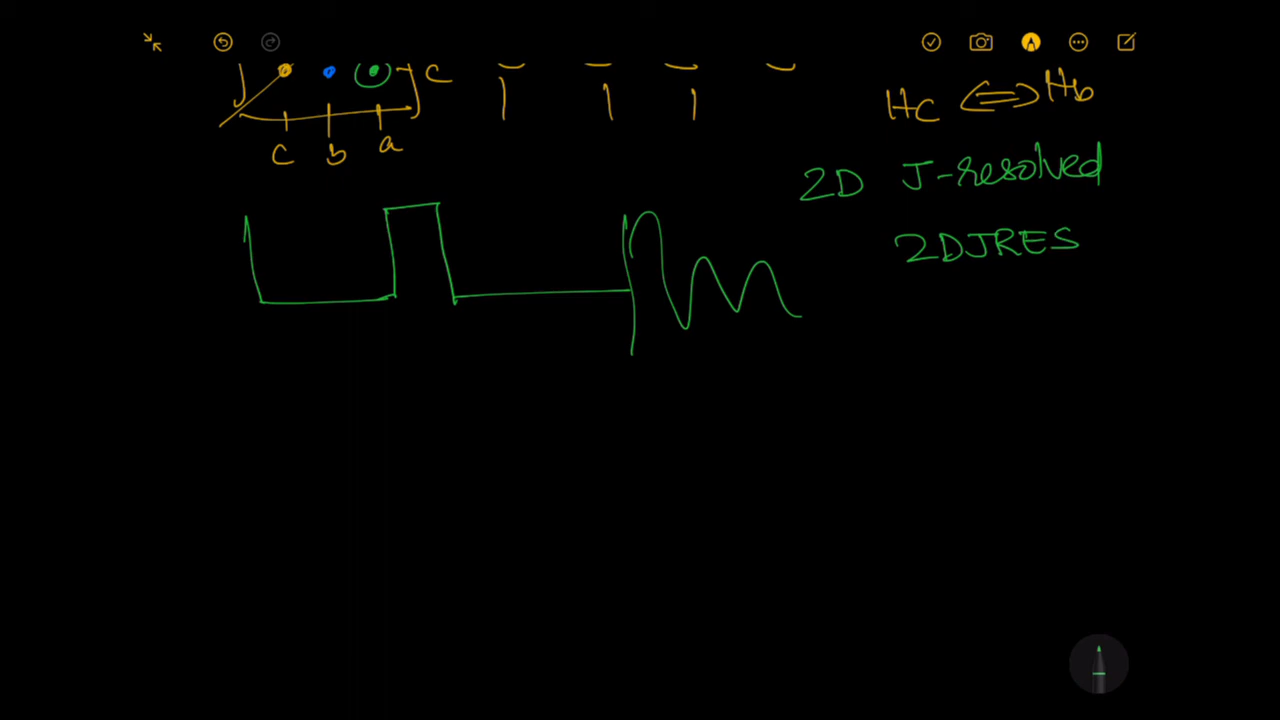 C
c b a
Hc ⇔ Hb
2D J-resolved
2DJRES